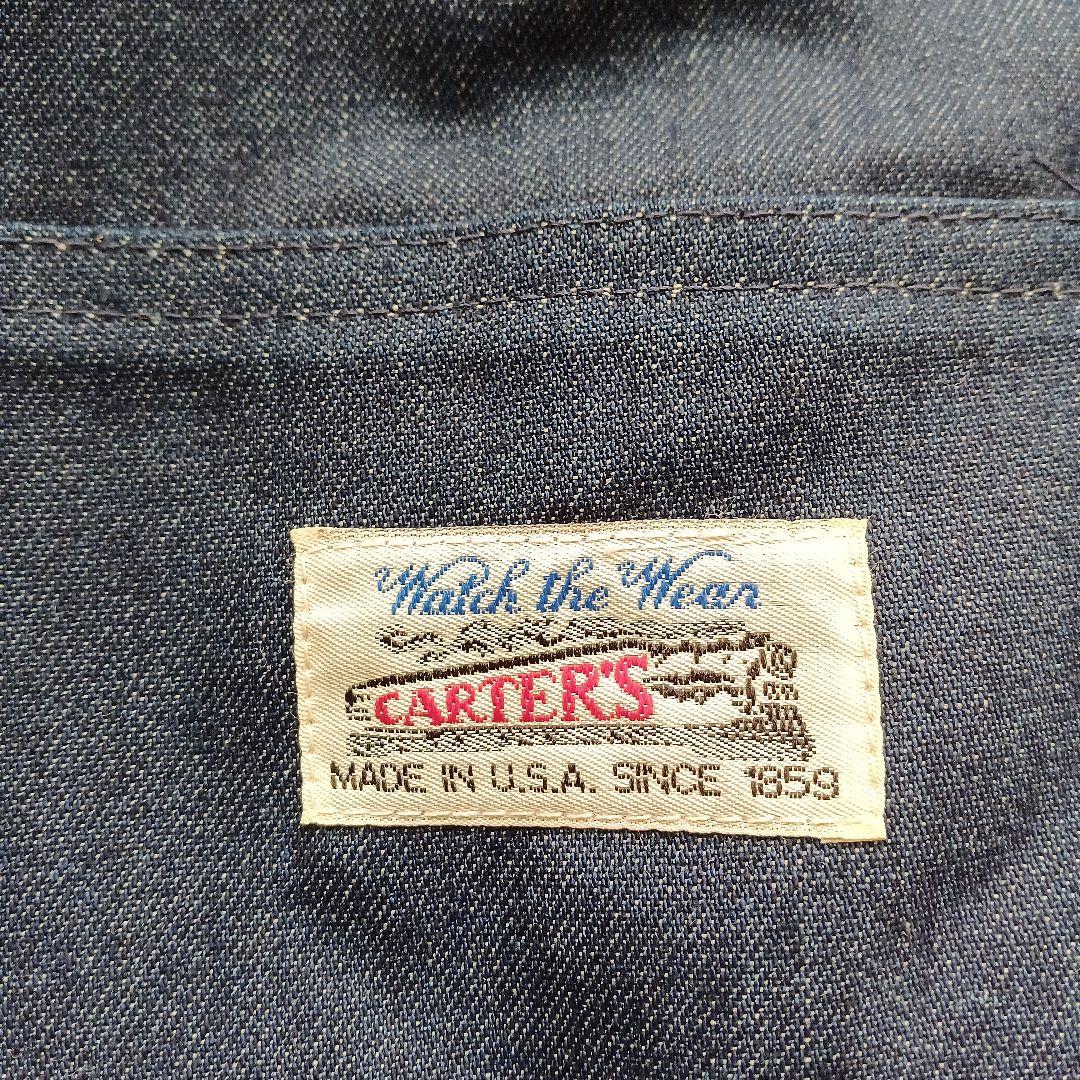 Watch the Wear
CARTER'S
MADE IN U.S.A. SINCE 1859